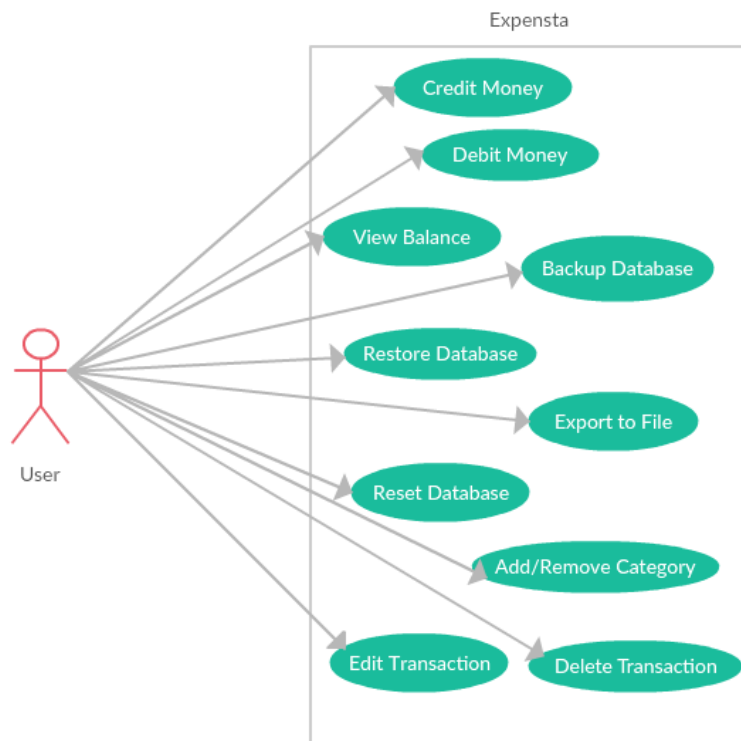 Expensta
Credit Money
Debit Money
View Balance
Backup Database
Restore Database
Export to File
User
Reset Database
Add/Remove Category
Edit Transaction
Delete Transaction